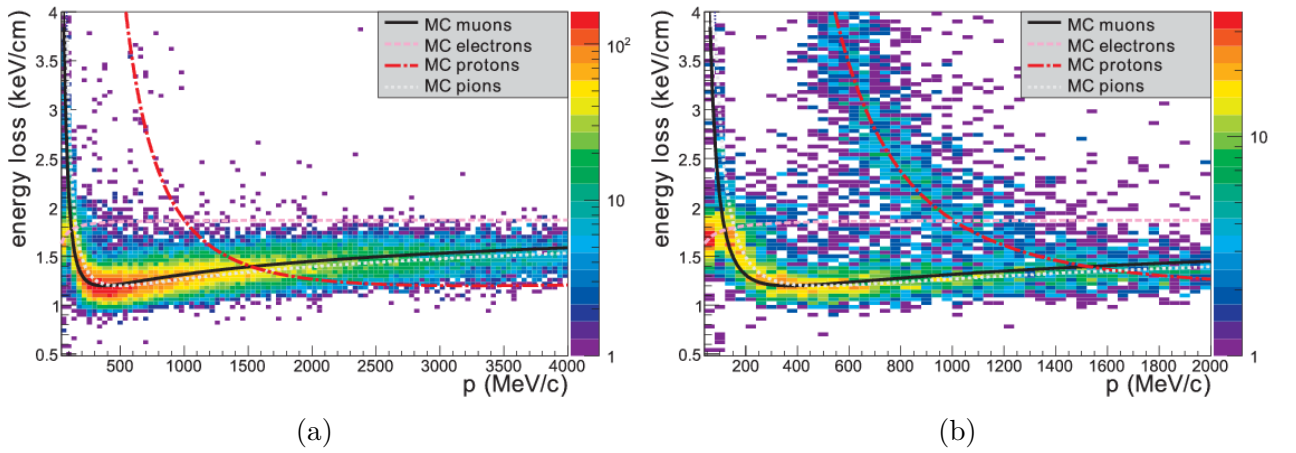 energy loss (keV/cm)
4
3.5
3
2.5
2
1.5
1
0.5
MC muons
MC electrons
MC protons
MC pions
10²
10
1
500 1000 1500 2000 2500 3000 3500 4000
p (MeV/c)
(a)
energy loss (keV/cm)
4
3.5
3
2.5
2
1.5
1
0.5
MC muons
MC electrons
MC protons
MC pions
10
1
200 400 600 800 1000 1200 1400 1600 1800 2000
p (MeV/c)
(b)